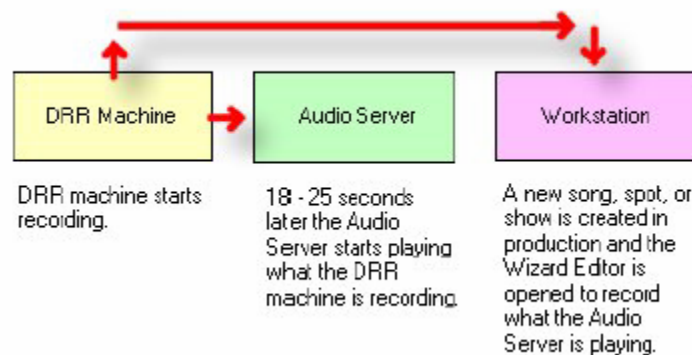 DRR Machine
Audio Server
Workstation
DRR machine starts
recording.
18 - 25 seconds
later the Audio
Server starts playing
what the DRR
machine is recording.
A new song, spot, or
show is created in
production and the
Wizard Editor is
opened to record
what the Audio
Server is playing.